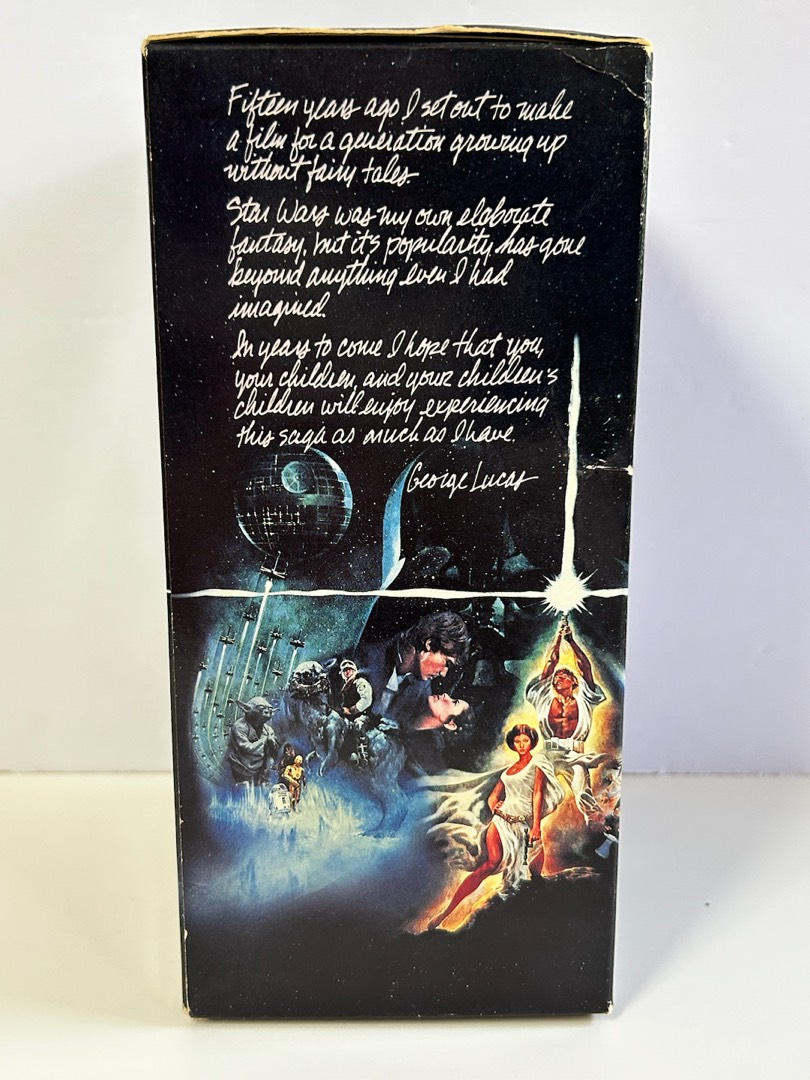 Fifteen years ago I set out to make
a film for a generation growing up
without fairy tales.
Star Wars was my own elaborate
fantasy, but it's popularity has gone
beyond anything even I had
imagined.
In years to come I hope that you,
your children, and your children's
children will enjoy experiencing
this saga as much as I have.
George Lucas